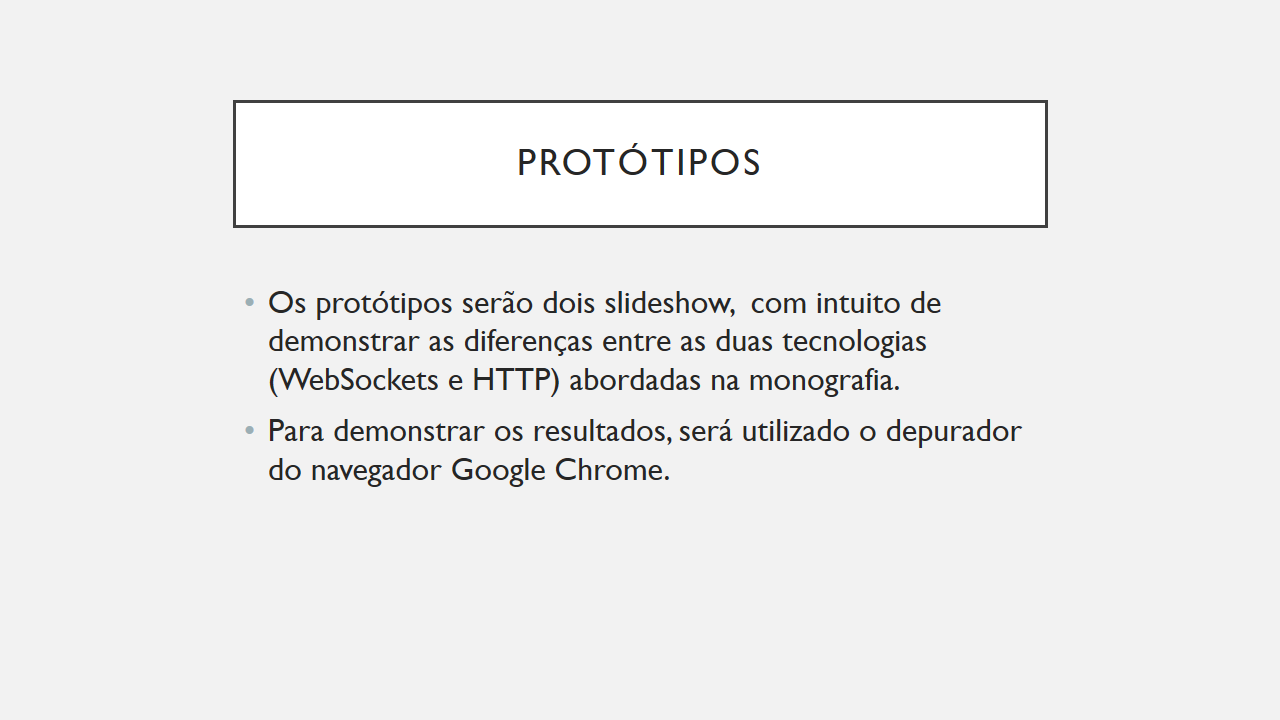 PROTÓTIPOS
• Os protótipos serão dois slideshow,  com intuito de
demonstrar as diferenças entre as duas tecnologias
(WebSockets e HTTP) abordadas na monografia.
• Para demonstrar os resultados, será utilizado o depurador
do navegador Google Chrome.